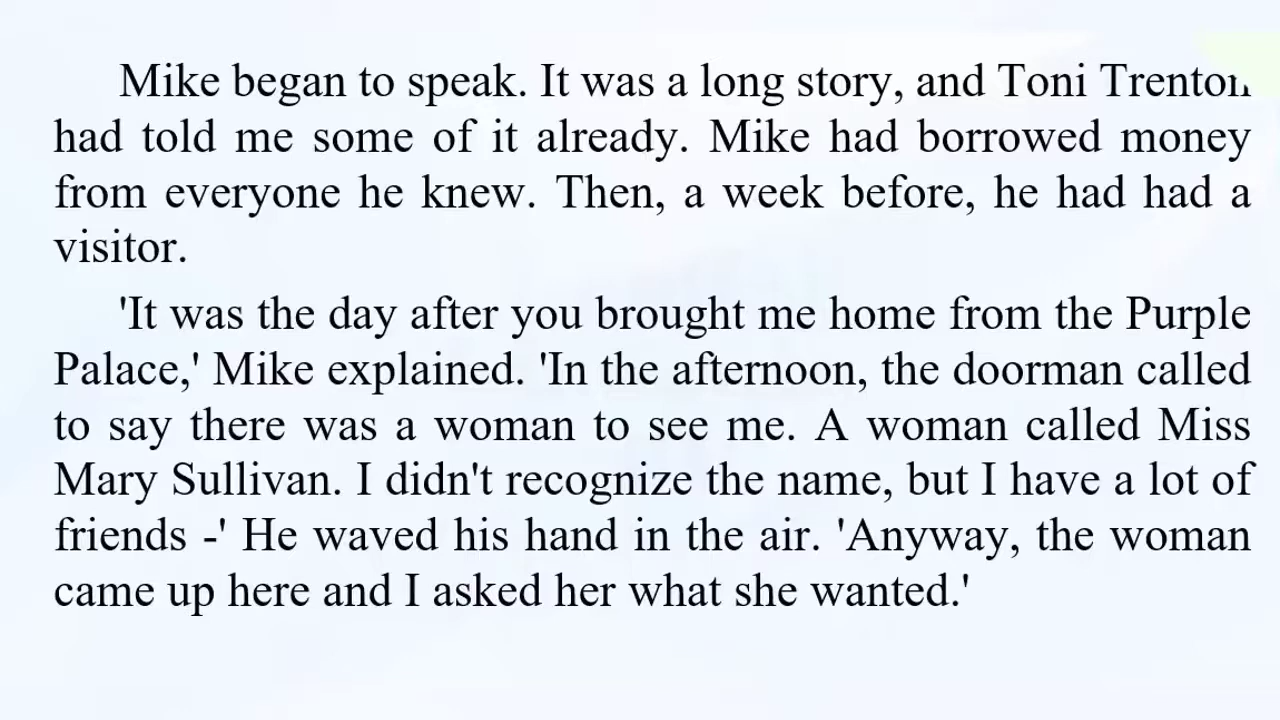 Mike began to speak. It was a long story, and Toni Trenton
had told me some of it already. Mike had borrowed money
from everyone he knew. Then, a week before, he had had a
visitor.
'It was the day after you brought me home from the Purple
Palace,' Mike explained. 'In the afternoon, the doorman called
to say there was a woman to see me. A woman called Miss
Mary Sullivan. I didn't recognize the name, but I have a lot of
friends -' He waved his hand in the air. 'Anyway, the woman
came up here and I asked her what she wanted.'